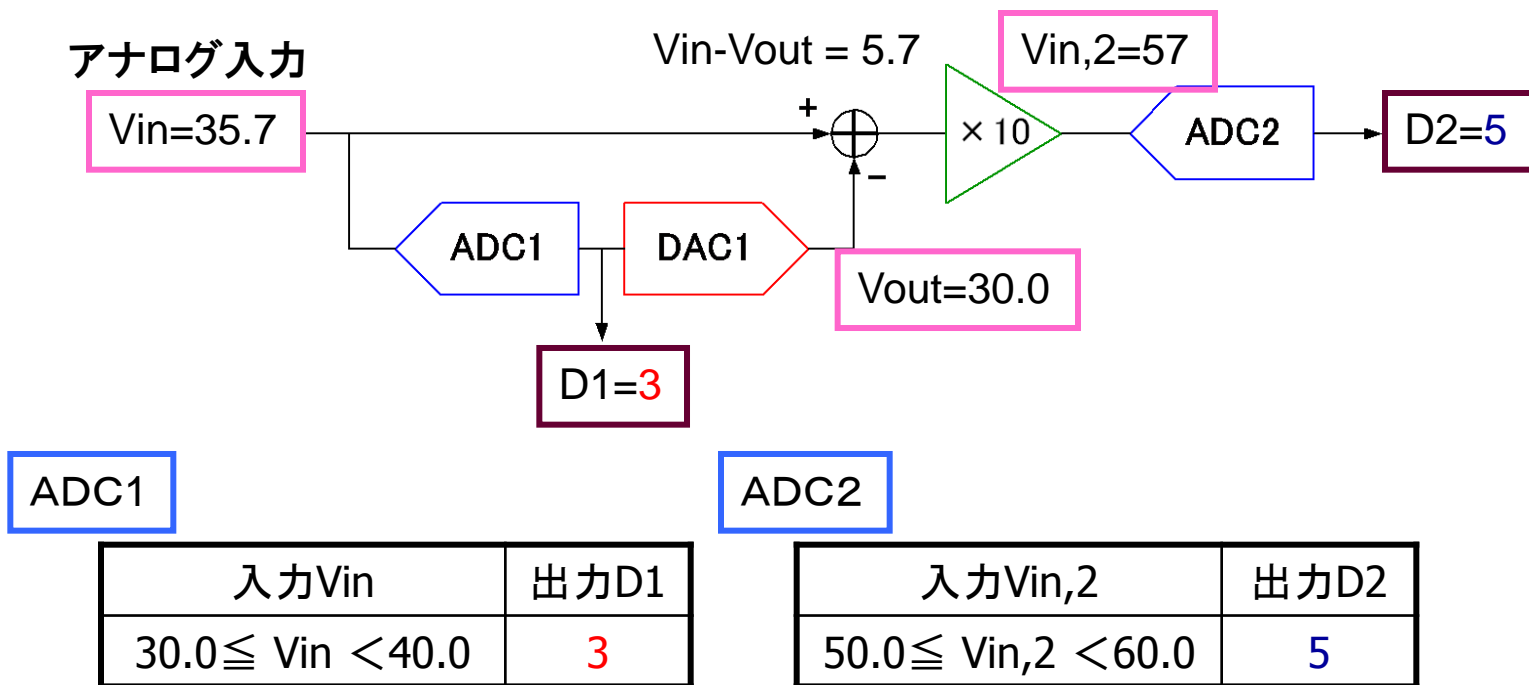 アナログ入力
Vin=35.7
Vin-Vout = 5.7
Vin,2=57
+
-
×10
ADC2
D2=5
ADC1
DAC1
Vout=30.0
D1=3
ADC1
入力Vin 出力D1
30.0≦ Vin <40.0 3
ADC2
入力Vin,2 出力D2
50.0≦ Vin,2 <60.0 5